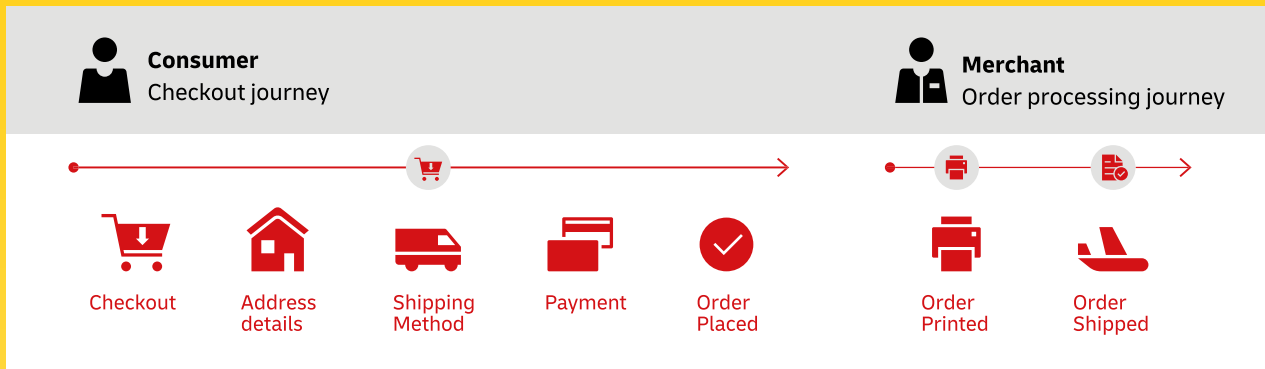 Consumer
Checkout journey
Merchant
Order processing journey
Checkout
Address
details
Shipping
Method
Payment
Order
Placed
Order
Printed
Order
Shipped